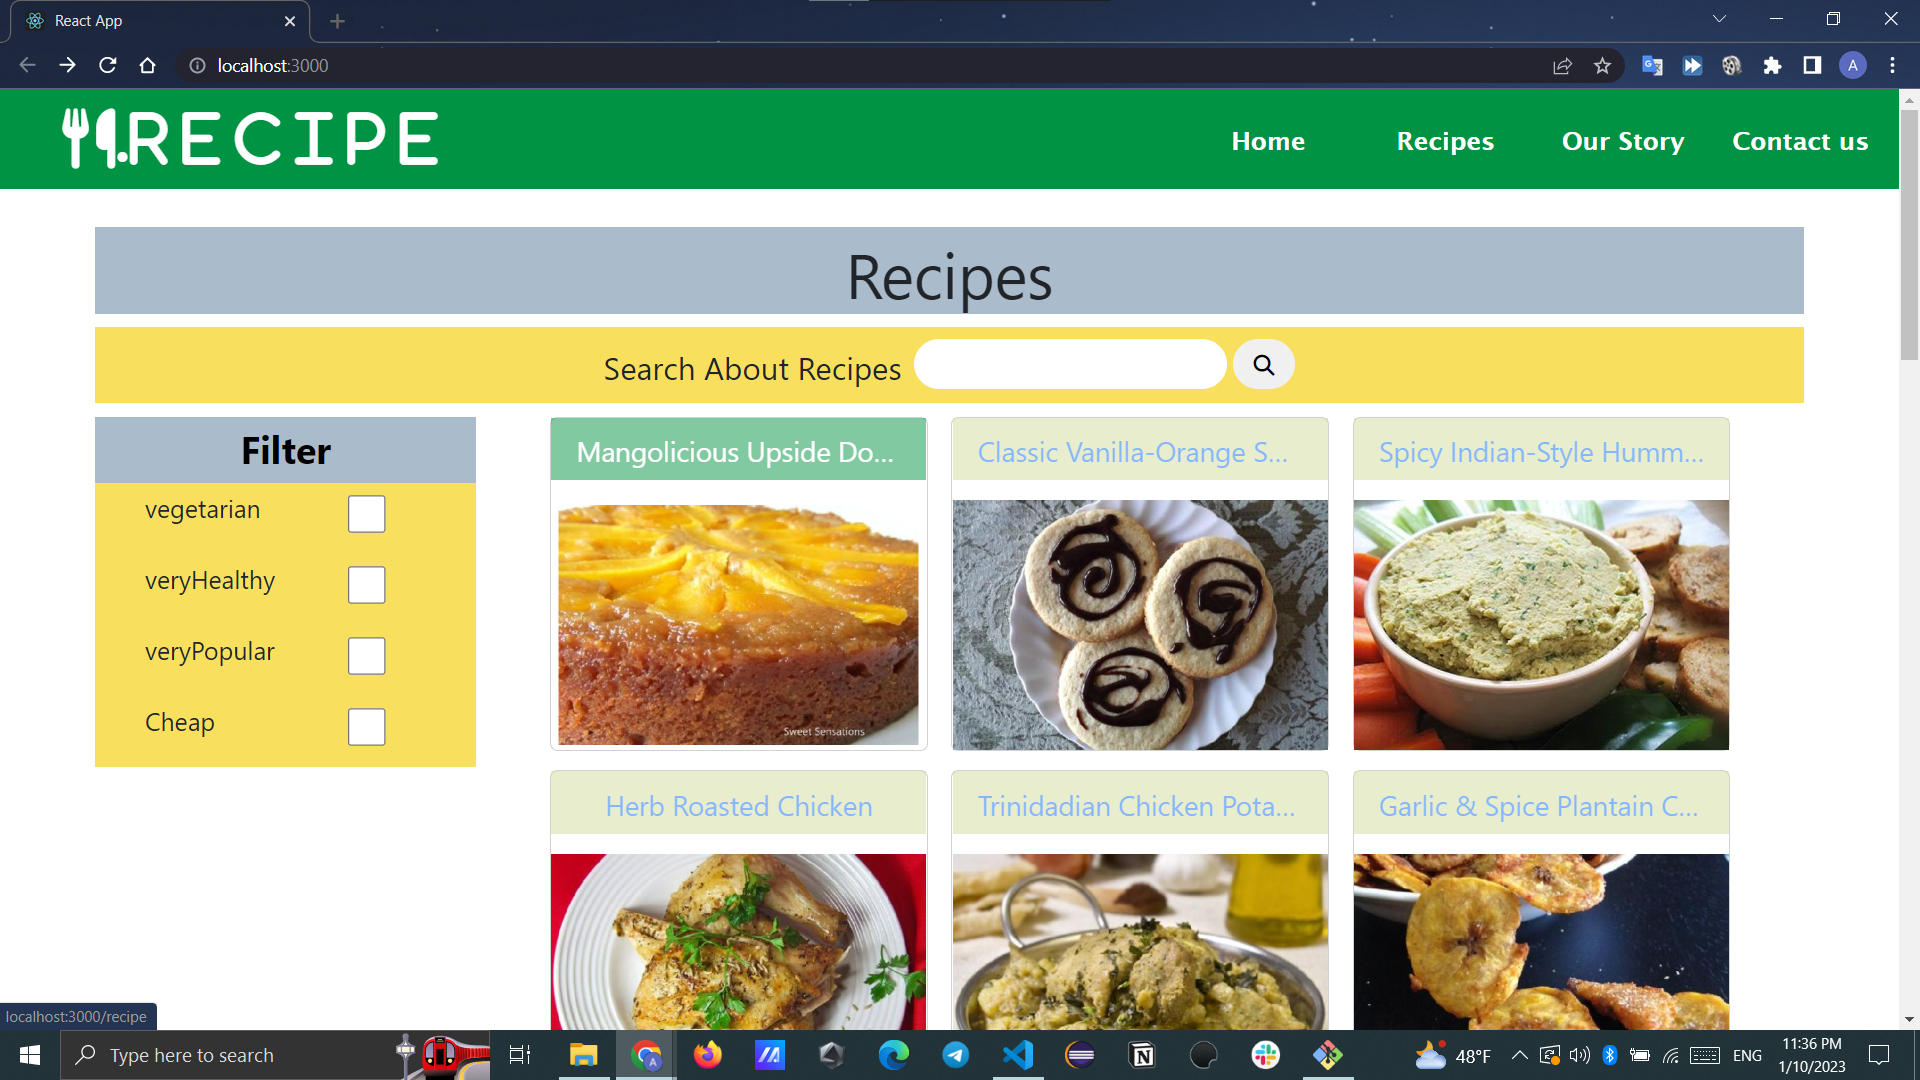 React App
localhost:3000
A
RECIPE
Home Recipes Our Story Contact us
Recipes
Search About Recipes
Filter
vegetarian
veryHealthy
veryPopular
Cheap
Mangolicious Upside Do...
Classic Vanilla-Orange S...
Spicy Indian-Style Humm...
Sweet Sensations
Herb Roasted Chicken
Trinidadian Chicken Pota...
Garlic & Spice Plantain C...
localhost:3000/recipe
Type here to search
48°F
ENG
11:36 PM
1/10/2023